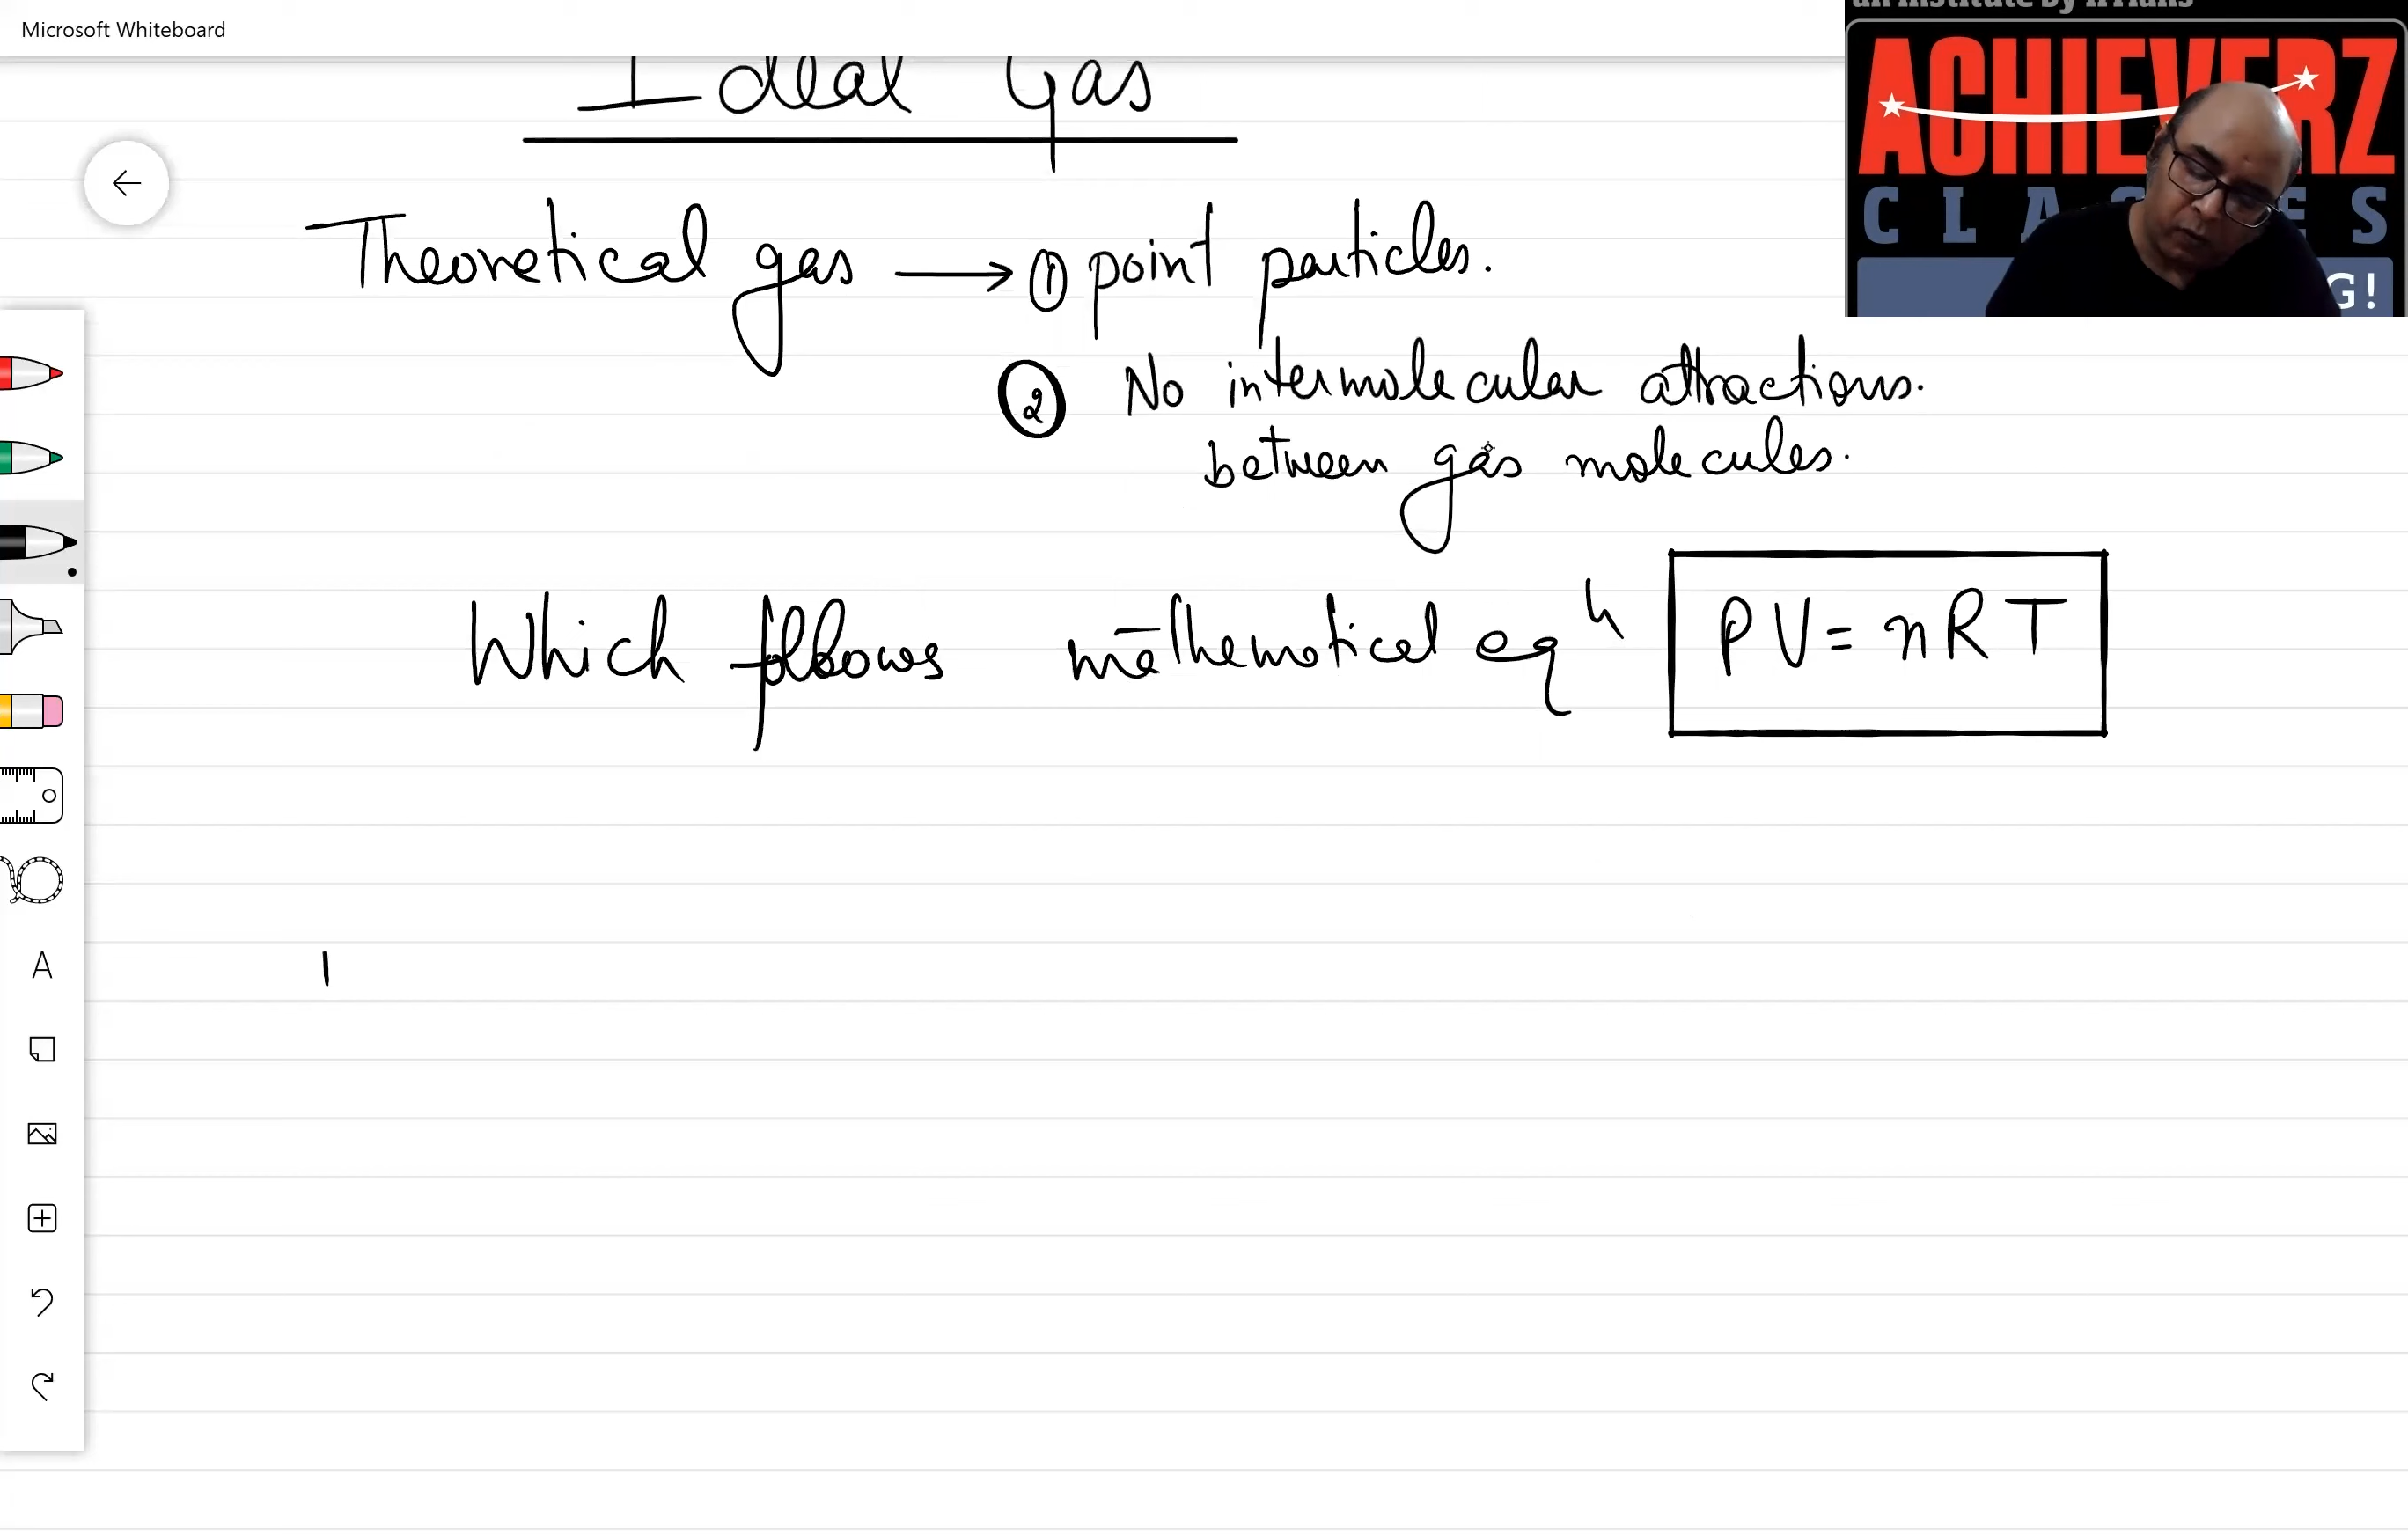 Microsoft Whiteboard
ACHIEVERZ
CLASSES
G!
Ideal Gas
Theoretical gas → ① point particles.
② No intermolecular attractions.
between gas molecules.
Which follows mathematical eqn PV = nRT
A